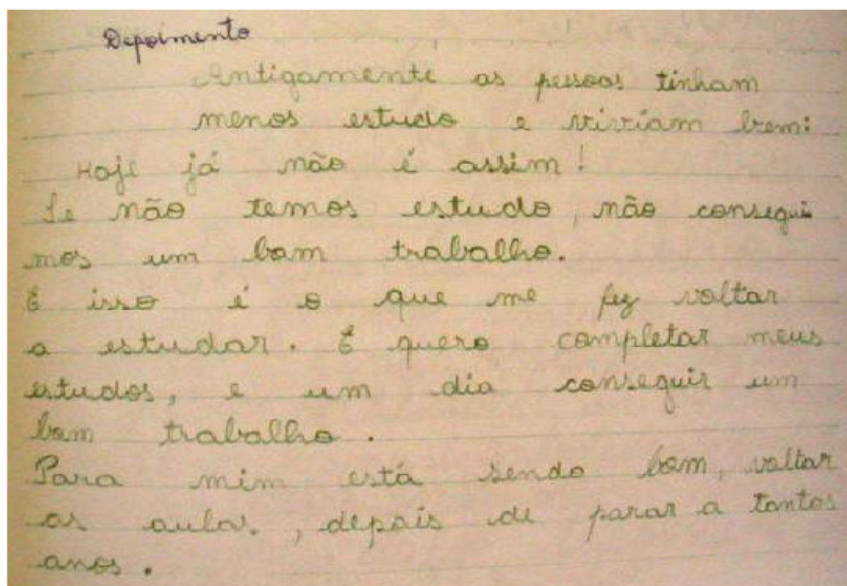 Depoimento
Antigamente as pessoas tinham
menos estudo e viviam bem:
Hoje já não é assim!
Se não temos estudo, não consegui
mos um bom trabalho.
E isso é o que me fez voltar
a estudar. E quero completar meus
estudos, e um dia conseguir um
bom trabalho.
Para mim está sendo bom, voltar
as aulas, depois de parar a tantos
anos.